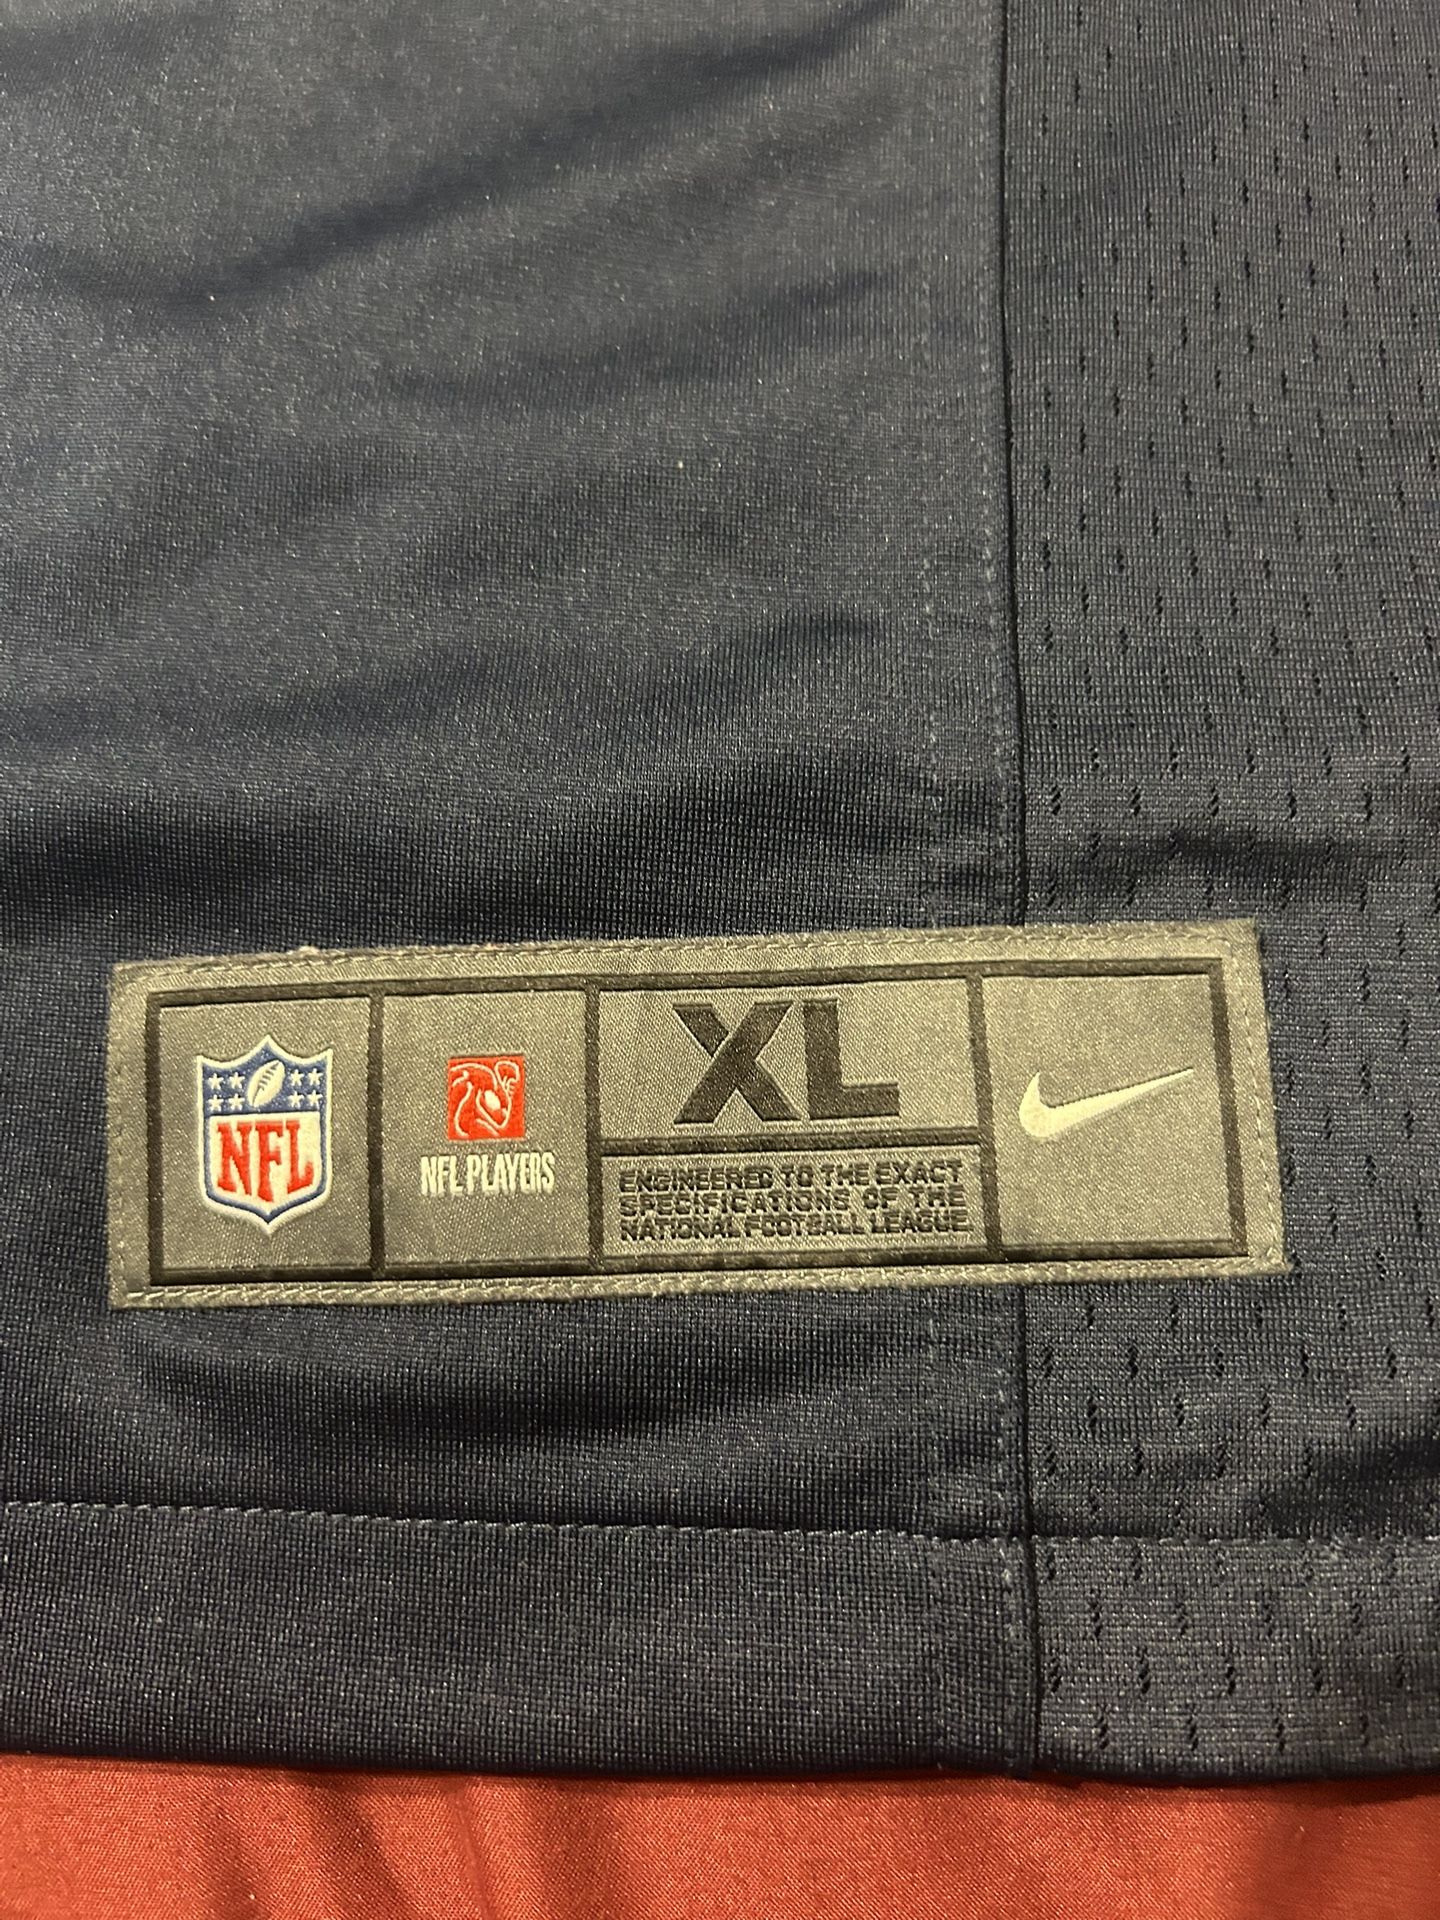 NFL
NFL PLAYERS
XL
ENGINEERED TO THE EXACT
SPECIFICATIONS OF THE
NATIONAL FOOTBALL LEAGUE.